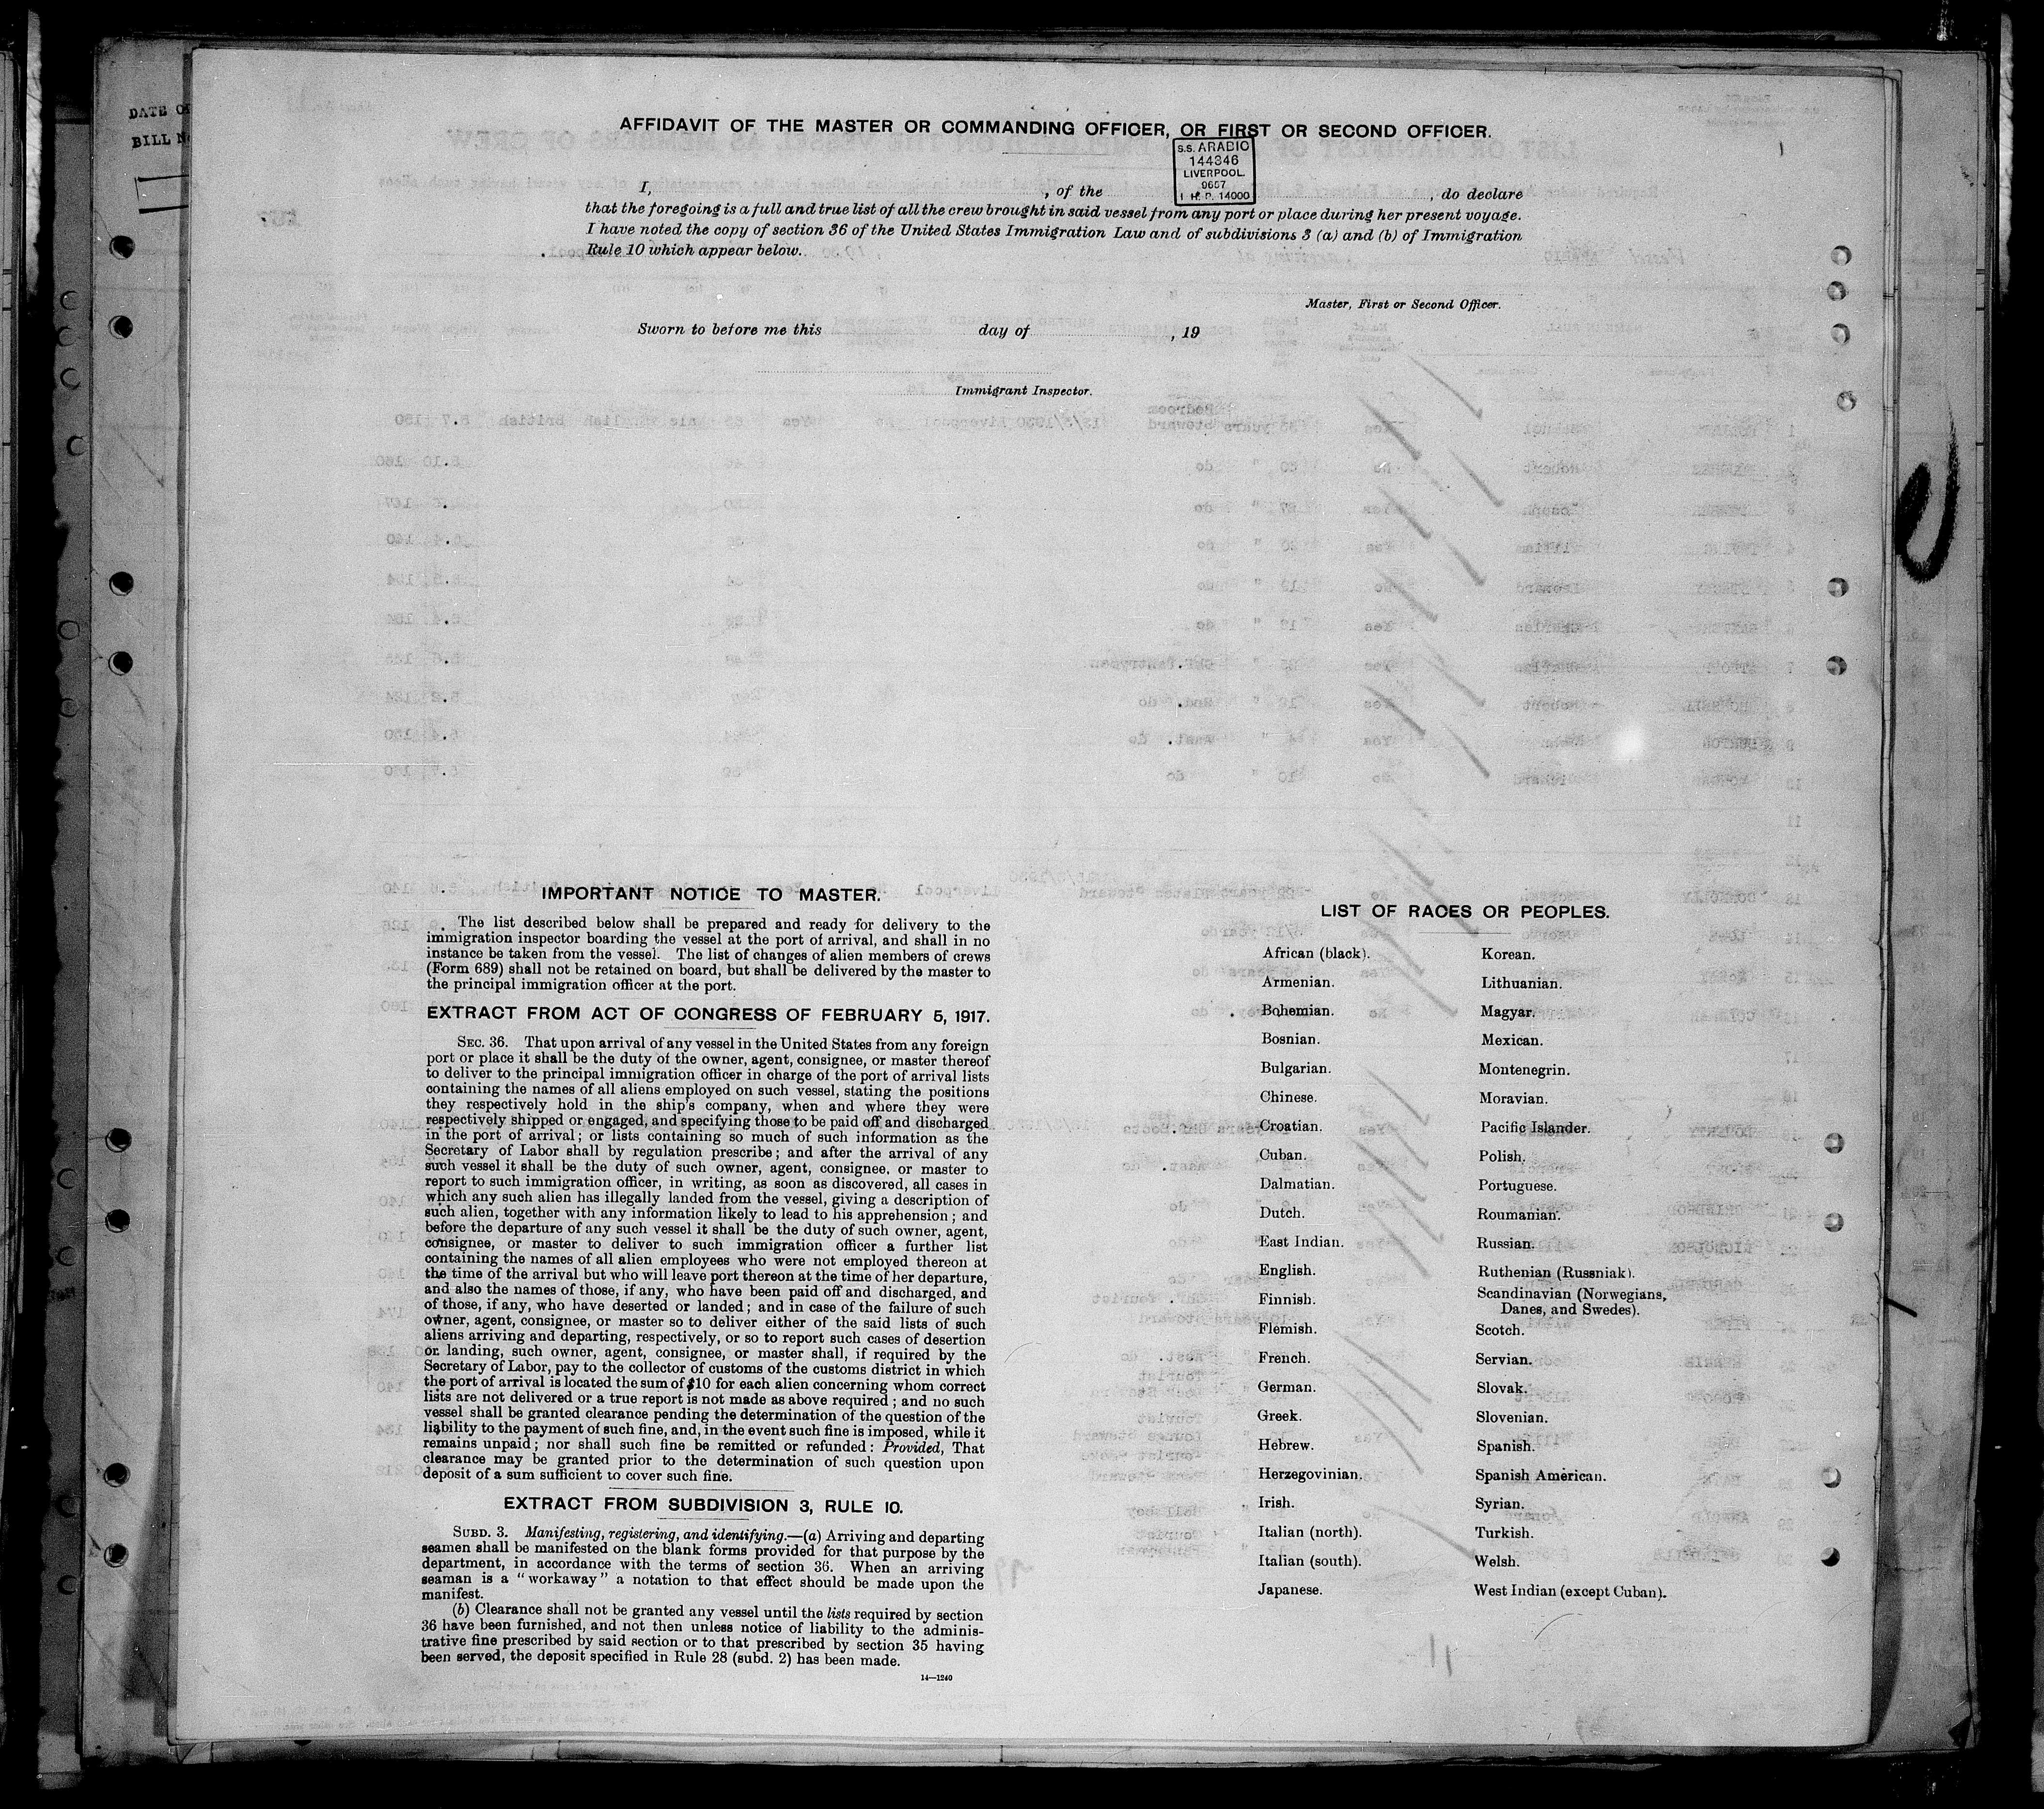 DATE O
BILL N
AFFIDAVIT OF THE MASTER OR COMMANDING OFFICER, OR FIRST OR SECOND OFFICER.
S.S. ARABIC
144346
LIVERPOOL.
9657
I. H. P. 14000
I, , of the , do declare
that the foregoing is a full and true list of all the crew brought in said vessel from any port or place during her present voyage.
I have noted the copy of section 36 of the United States Immigration Law and of subdivisions 3 (a) and (b) of Immigration
Rule 10 which appear below.
Master, First or Second Officer.
Sworn to before me this day of , 19
Immigrant Inspector.
IMPORTANT NOTICE TO MASTER.
The list described below shall be prepared and ready for delivery to the
immigration inspector boarding the vessel at the port of arrival, and shall in no
instance be taken from the vessel. The list of changes of alien members of crews
(Form 689) shall not be retained on board, but shall be delivered by the master to
the principal immigration officer at the port.
EXTRACT FROM ACT OF CONGRESS OF FEBRUARY 5, 1917.
SEC. 36. That upon arrival of any vessel in the United States from any foreign
port or place it shall be the duty of the owner, agent, consignee, or master thereof
to deliver to the principal immigration officer in charge of the port of arrival lists
containing the names of all aliens employed on such vessel, stating the positions
they respectively hold in the ship's company, when and where they were
respectively shipped or engaged, and specifying those to be paid off and discharged
in the port of arrival; or lists containing so much of such information as the
Secretary of Labor shall by regulation prescribe; and after the arrival of any
such vessel it shall be the duty of such owner, agent, consignee, or master to
report to such immigration officer, in writing, as soon as discovered, all cases in
which any such alien has illegally landed from the vessel, giving a description of
such alien, together with any information likely to lead to his apprehension; and
before the departure of any such vessel it shall be the duty of such owner, agent,
consignee, or master to deliver to such immigration officer a further list
containing the names of all alien employees who were not employed thereon at
the time of the arrival but who will leave port thereon at the time of her departure,
and also the names of those, if any, who have been paid off and discharged, and
of those, if any, who have deserted or landed; and in case of the failure of such
owner, agent, consignee, or master so to deliver either of the said lists of such
aliens arriving and departing, respectively, or so to report such cases of desertion
or landing, such owner, agent, consignee, or master shall, if required by the
Secretary of Labor, pay to the collector of customs of the customs district in which
the port of arrival is located the sum of $10 for each alien concerning whom correct
lists are not delivered or a true report is not made as above required; and no such
vessel shall be granted clearance pending the determination of the question of the
liability to the payment of such fine, and, in the event such fine is imposed, while it
remains unpaid; nor shall such fine be remitted or refunded: Provided, That
clearance may be granted prior to the determination of such question upon
deposit of a sum sufficient to cover such fine.
EXTRACT FROM SUBDIVISION 3, RULE 10.
SUBD. 3. Manifesting, registering, and identifying.—(a) Arriving and departing
seamen shall be manifested on the blank forms provided for that purpose by the
department, in accordance with the terms of section 36. When an arriving
seaman is a "workaway" a notation to that effect should be made upon the
manifest.
(b) Clearance shall not be granted any vessel until the lists required by section
36 have been furnished, and not then unless notice of liability to the adminis-
trative fine prescribed by said section or to that prescribed by section 35 having
been served, the deposit specified in Rule 28 (subd. 2) has been made.
14—1240
LIST OF RACES OR PEOPLES.
African (black).
Armenian.
Bohemian.
Bosnian.
Bulgarian.
Chinese.
Croatian.
Cuban.
Dalmatian.
Dutch.
East Indian.
English.
Finnish.
Flemish.
French.
German.
Greek.
Hebrew.
Herzegovinian.
Irish.
Italian (north).
Italian (south).
Japanese.
Korean.
Lithuanian.
Magyar.
Mexican.
Montenegrin.
Moravian.
Pacific Islander.
Polish.
Portuguese.
Roumanian.
Russian.
Ruthenian (Russniak).
Scandinavian (Norwegians,
Danes, and Swedes).
Scotch.
Servian.
Slovak.
Slovenian.
Spanish.
Spanish American.
Syrian.
Turkish.
Welsh.
West Indian (except Cuban).